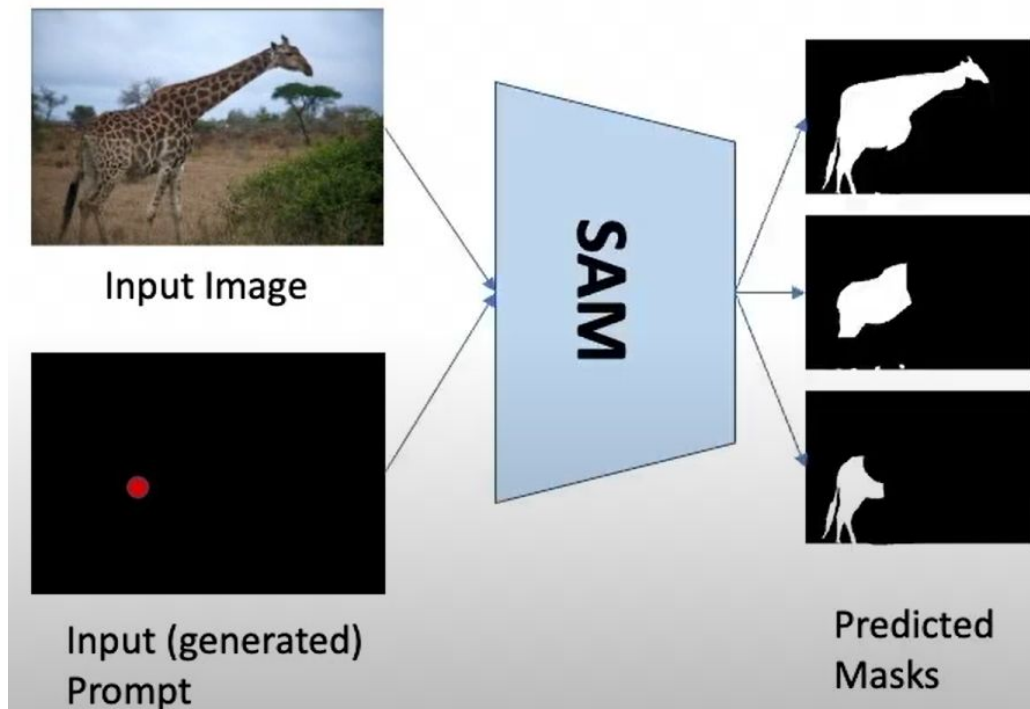 Input Image
SAM
Input (generated)
Prompt
Predicted
Masks